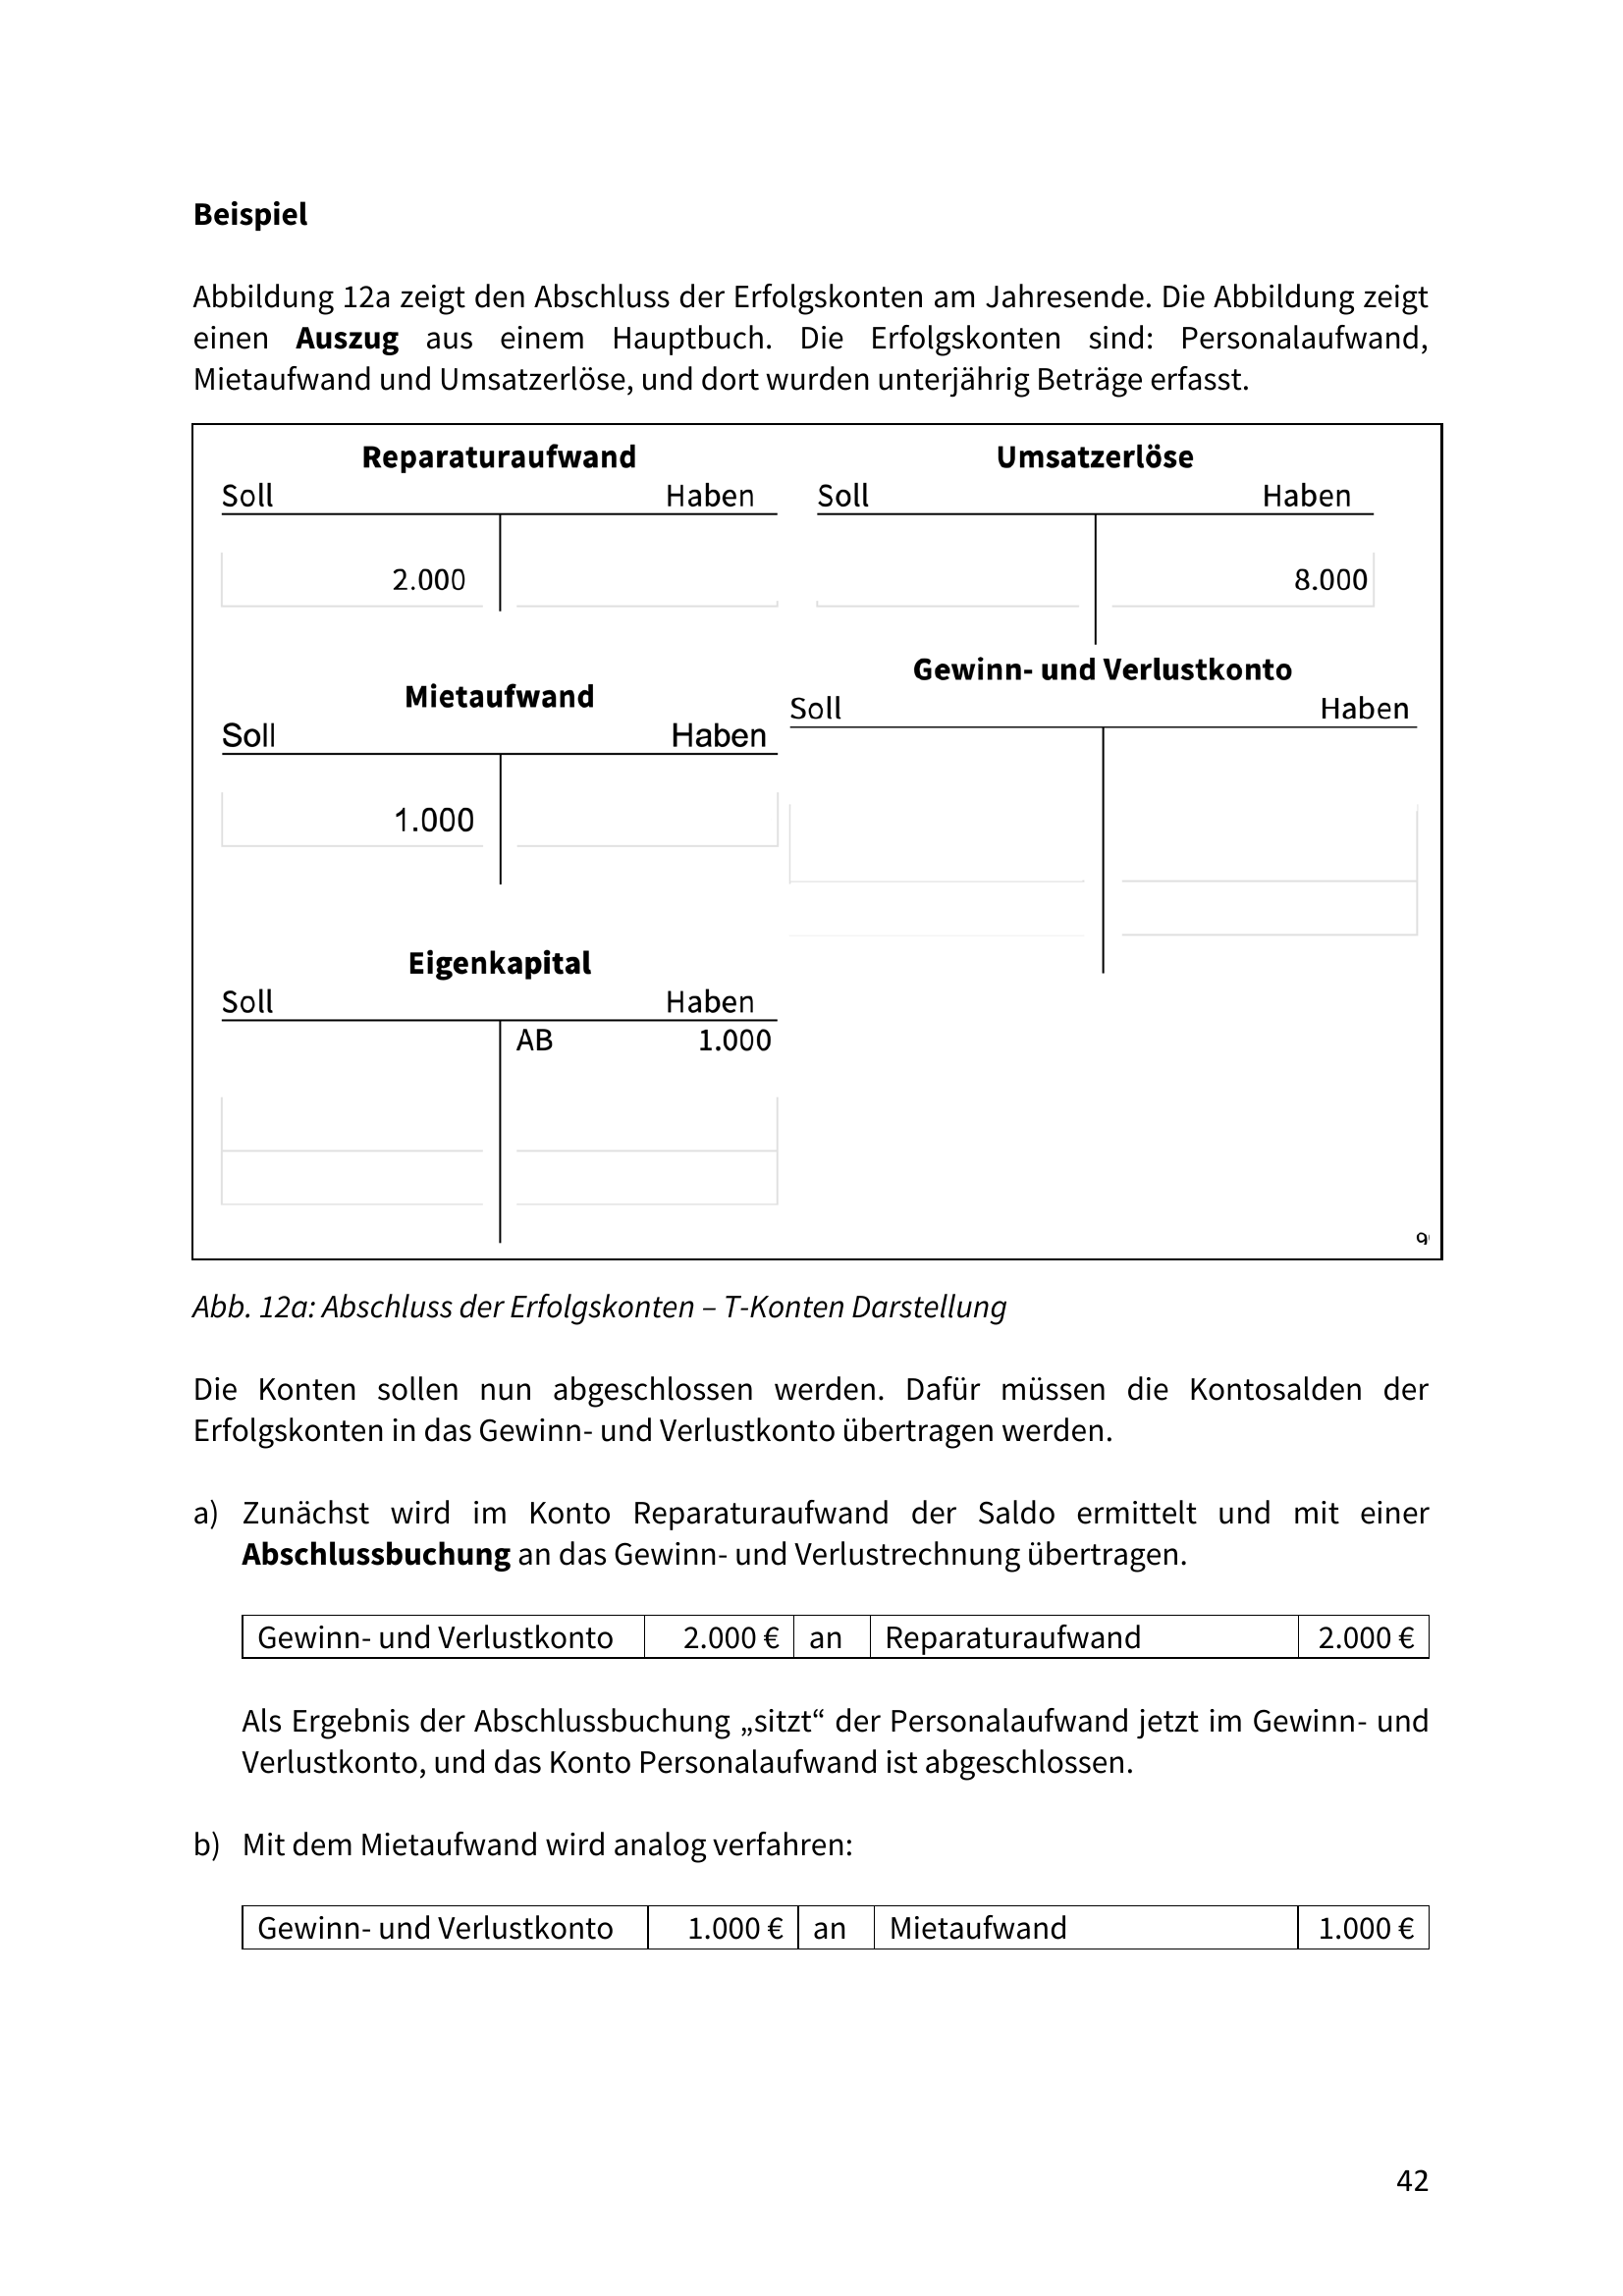 Beispiel
Abbildung 12a zeigt den Abschluss der Erfolgskonten am Jahresende. Die Abbildung zeigt
einen Auszug aus einem Hauptbuch. Die Erfolgskonten sind: Personalaufwand,
Mietaufwand und Umsatzerlöse, und dort wurden unterjährig Beträge erfasst.
Reparaturaufwand
Soll Haben
2.000
Umsatzerlöse
Soll Haben
8.000
Mietaufwand
Soll Haben
1.000
Gewinn- und Verlustkonto
Soll Haben
Eigenkapital
Soll Haben
AB 1.000
9
Abb. 12a: Abschluss der Erfolgskonten – T-Konten Darstellung
Die Konten sollen nun abgeschlossen werden. Dafür müssen die Kontosalden der
Erfolgskonten in das Gewinn- und Verlustkonto übertragen werden.
a) Zunächst wird im Konto Reparaturaufwand der Saldo ermittelt und mit einer
Abschlussbuchung an das Gewinn- und Verlustrechnung übertragen.
Gewinn- und Verlustkonto 2.000 € an Reparaturaufwand 2.000 €
Als Ergebnis der Abschlussbuchung „sitzt“ der Personalaufwand jetzt im Gewinn- und
Verlustkonto, und das Konto Personalaufwand ist abgeschlossen.
b) Mit dem Mietaufwand wird analog verfahren:
Gewinn- und Verlustkonto 1.000 € an Mietaufwand 1.000 €
42